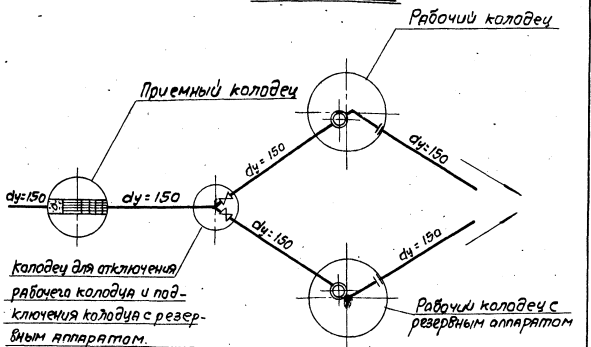 Рабочий колодец
Приемный колодец
dy=150
dy=150
dy=150
dy=150
dy=150
dy=150
колодец для отключения
рабочего колодца и под-
ключения колодца с резер-
вным аппаратом.
Рабочий колодец с
резервным аппаратом